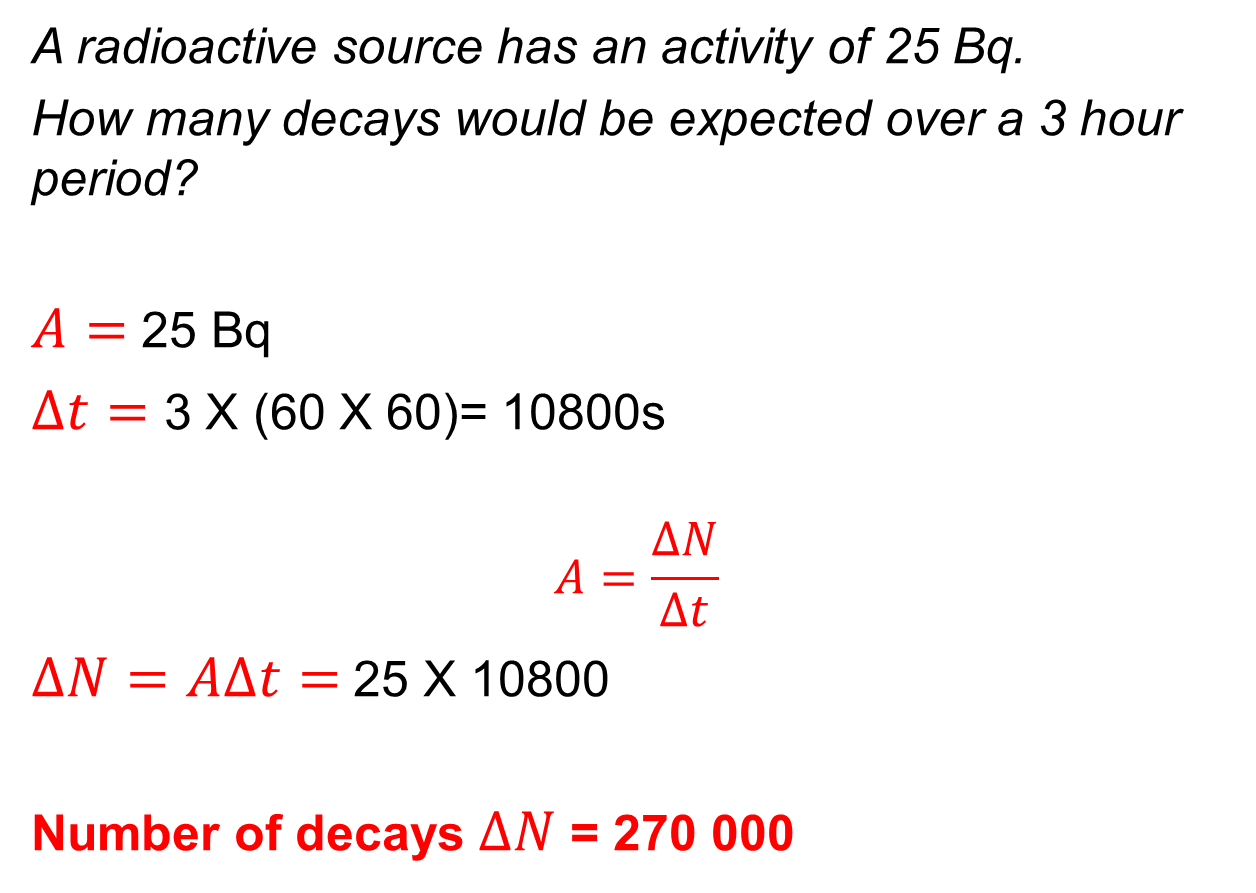 A radioactive source has an activity of 25 Bq.
How many decays would be expected over a 3 hour
period?
A = 25 Bq
Δt = 3 X (60 X 60)= 10800s
A = ΔN/Δt
ΔN = AΔt = 25 X 10800
Number of decays ΔN = 270 000